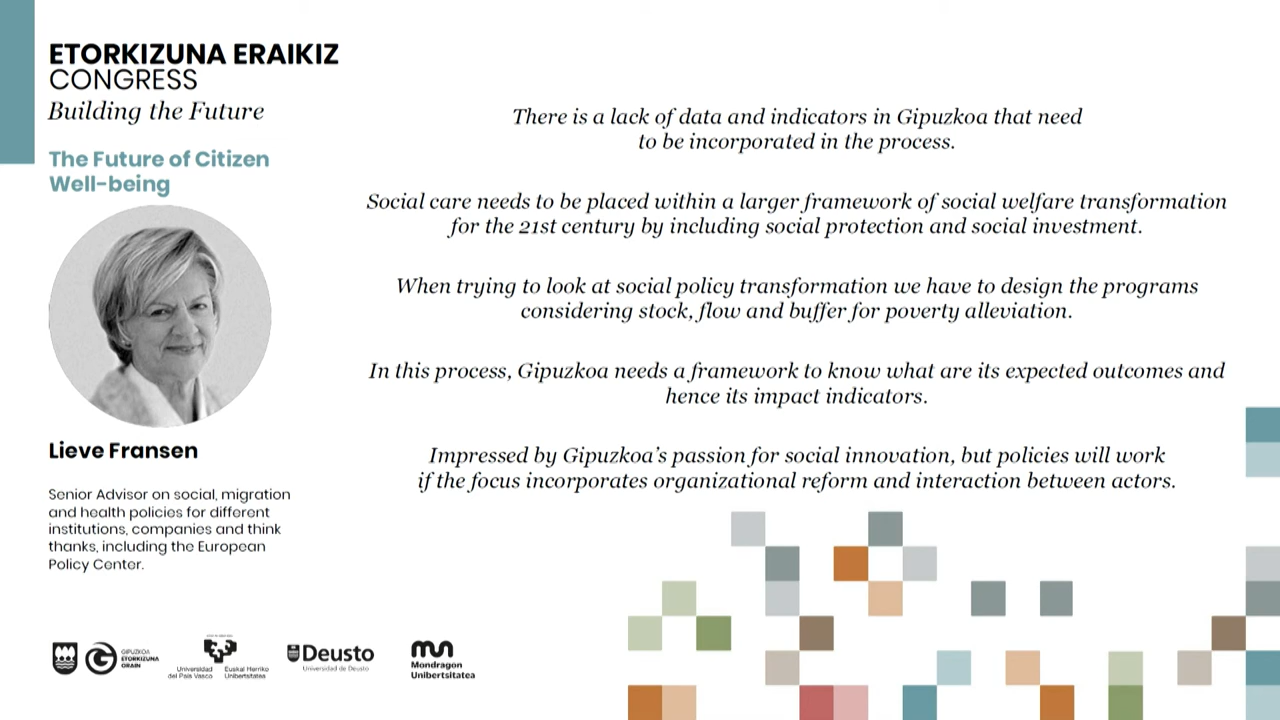 ETORKIZUNA ERAIKIZ
CONGRESS
Building the Future
The Future of Citizen
Well-being
Lieve Fransen
Senior Advisor on social, migration
and health policies for different
institutions, companies and think
thanks, including the European
Policy Center.
There is a lack of data and indicators in Gipuzkoa that need
to be incorporated in the process.
Social care needs to be placed within a larger framework of social welfare transformation
for the 21st century by including social protection and social investment.
When trying to look at social policy transformation we have to design the programs
considering stock, flow and buffer for poverty alleviation.
In this process, Gipuzkoa needs a framework to know what are its expected outcomes and
hence its impact indicators.
Impressed by Gipuzkoa's passion for social innovation, but policies will work
if the focus incorporates organizational reform and interaction between actors.
GIPUZKOA
ETORKIZUNA
ORAIN
Universidad
del País Vasco
Euskal Herriko
Unibertsitatea
Deusto
Universidad de Deusto
Mondragon
Unibertsitatea